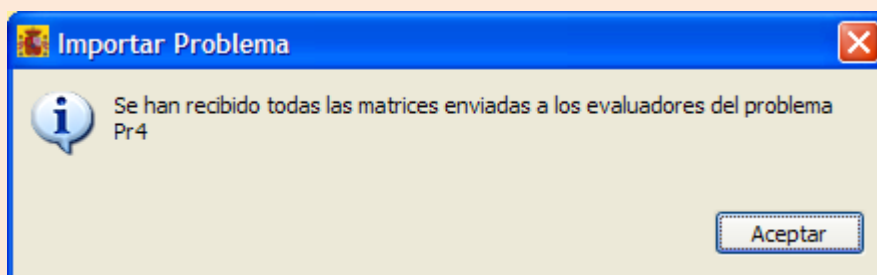 Importar Problema
Se han recibido todas las matrices enviadas a los evaluadores del problema
Pr4
Aceptar